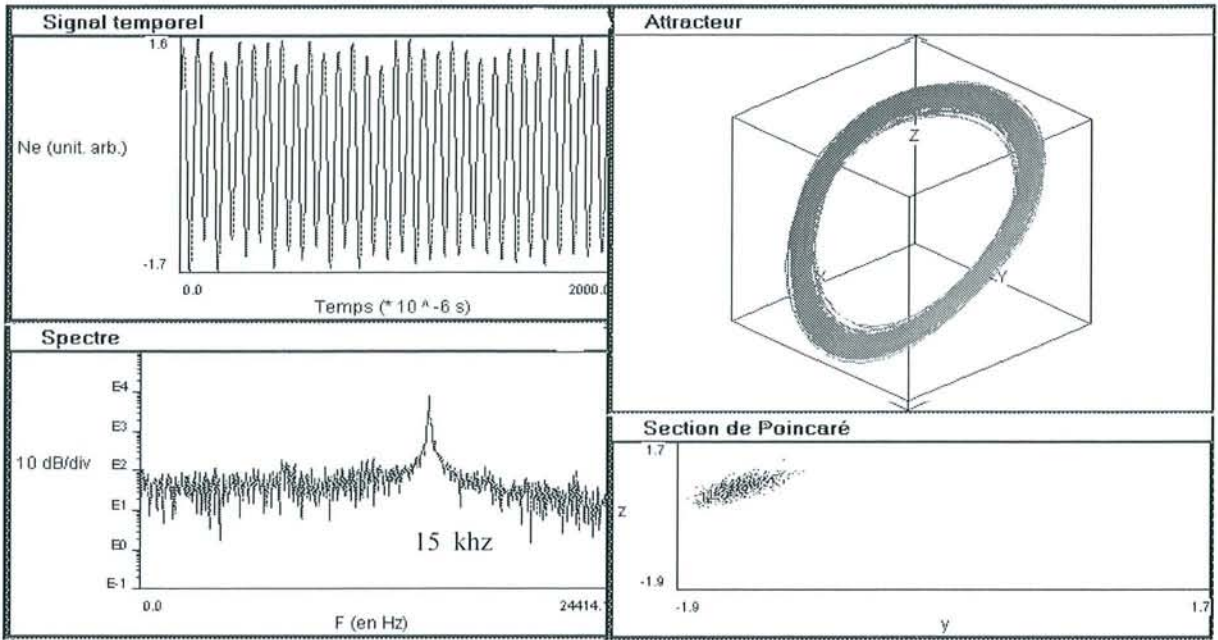 Signal temporel
1.6
Ne (unit. arb.)
-1.7
0.0
2000.0
Temps (* 10 ^ -6 s)
Spectre
E4
E3
10 dB/div
E2
E1
E0
E-1
15 khz
0.0
24414.
F (en Hz)
Attracteur
Z
Y
Section de Poincaré
1.7
z
-1.9
-1.9
1.7
y